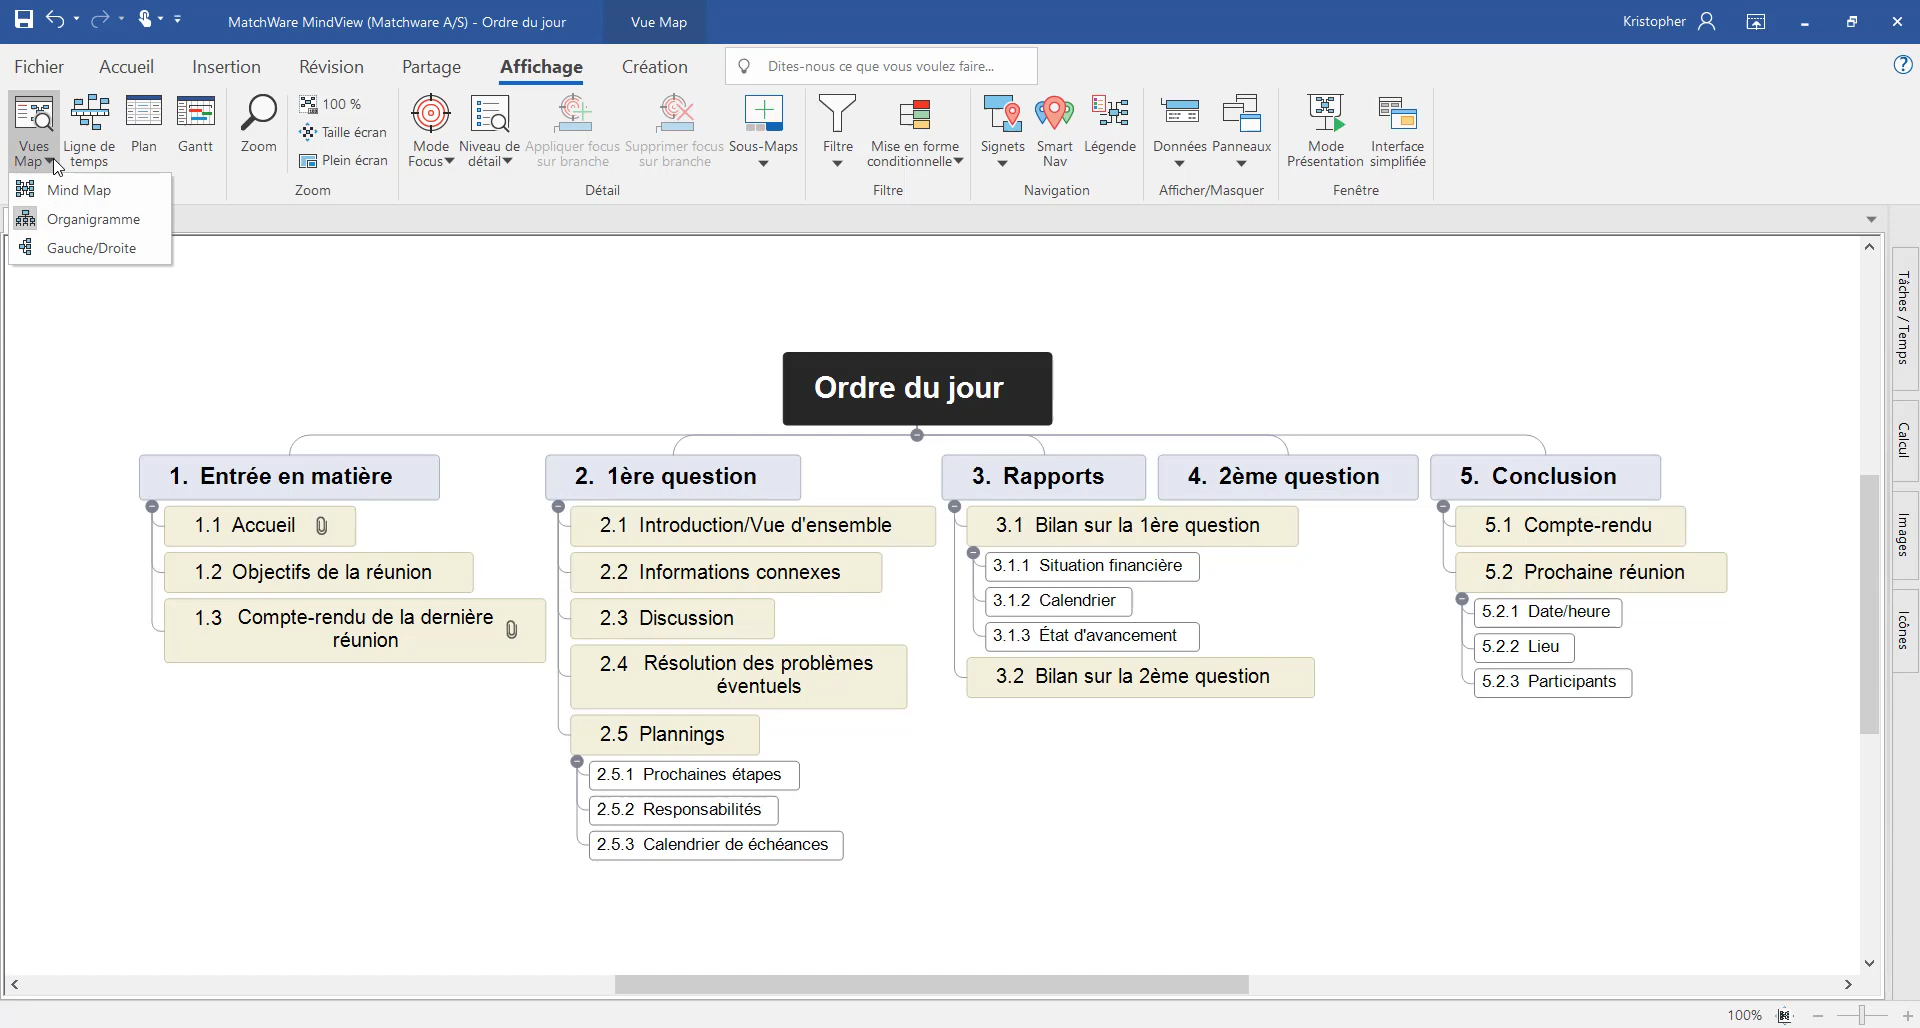 MatchWare MindView (Matchware A/S) - Ordre du jour
Vue Map
Kristopher
Fichier
Accueil
Insertion
Révision
Partage
Affichage
Création
Dites-nous ce que vous voulez faire...
Vues
Map
Ligne de
temps
Plan
Gantt
Zoom
100 %
Taille écran
Plein écran
Zoom
Mode
Focus
Niveau de
détail
Appliquer focus
sur branche
Supprimer focus
sur branche
Sous-Maps
Détail
Filtre
Mise en forme
conditionnelle
Filtre
Signets
Smart
Nav
Légende
Navigation
Données
Panneaux
Afficher/Masquer
Mode
Présentation
Interface
simplifiée
Fenêtre
Mind Map
Organigramme
Gauche/Droite
Ordre du jour
1. Entrée en matière
1.1 Accueil
1.2 Objectifs de la réunion
1.3 Compte-rendu de la dernière
réunion
2. 1ère question
2.1 Introduction/Vue d'ensemble
2.2 Informations connexes
2.3 Discussion
2.4 Résolution des problèmes
éventuels
2.5 Plannings
2.5.1 Prochaines étapes
2.5.2 Responsabilités
2.5.3 Calendrier de échéances
3. Rapports
3.1 Bilan sur la 1ère question
3.1.1 Situation financière
3.1.2 Calendrier
3.1.3 État d'avancement
3.2 Bilan sur la 2ème question
4. 2ème question
5. Conclusion
5.1 Compte-rendu
5.2 Prochaine réunion
5.2.1 Date/heure
5.2.2 Lieu
5.2.3 Participants
Tâches / Temps
Calcul
Images
Icônes
100%